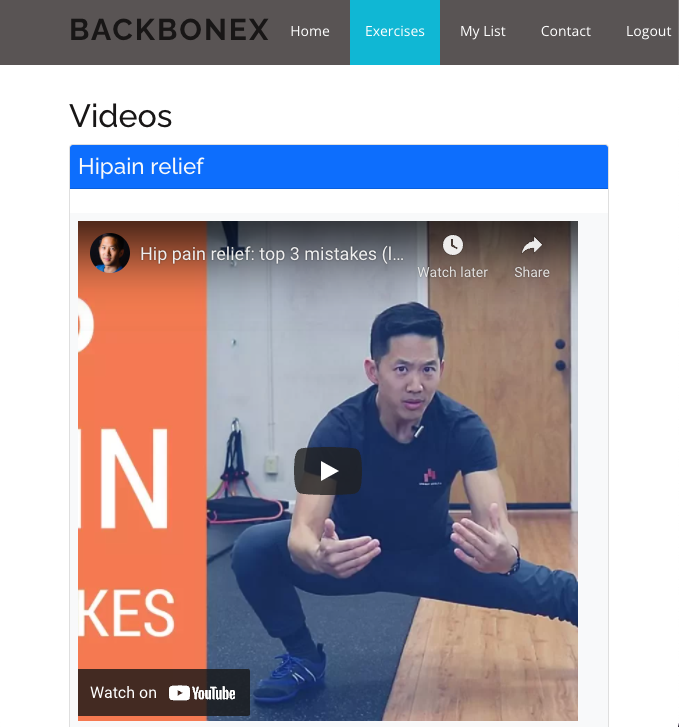 BACKBONEX Home Exercises My List Contact Logout
Videos
Hipain relief
Hip pain relief: top 3 mistakes (l...
Watch later Share
P
IN
KES
Watch on YouTube